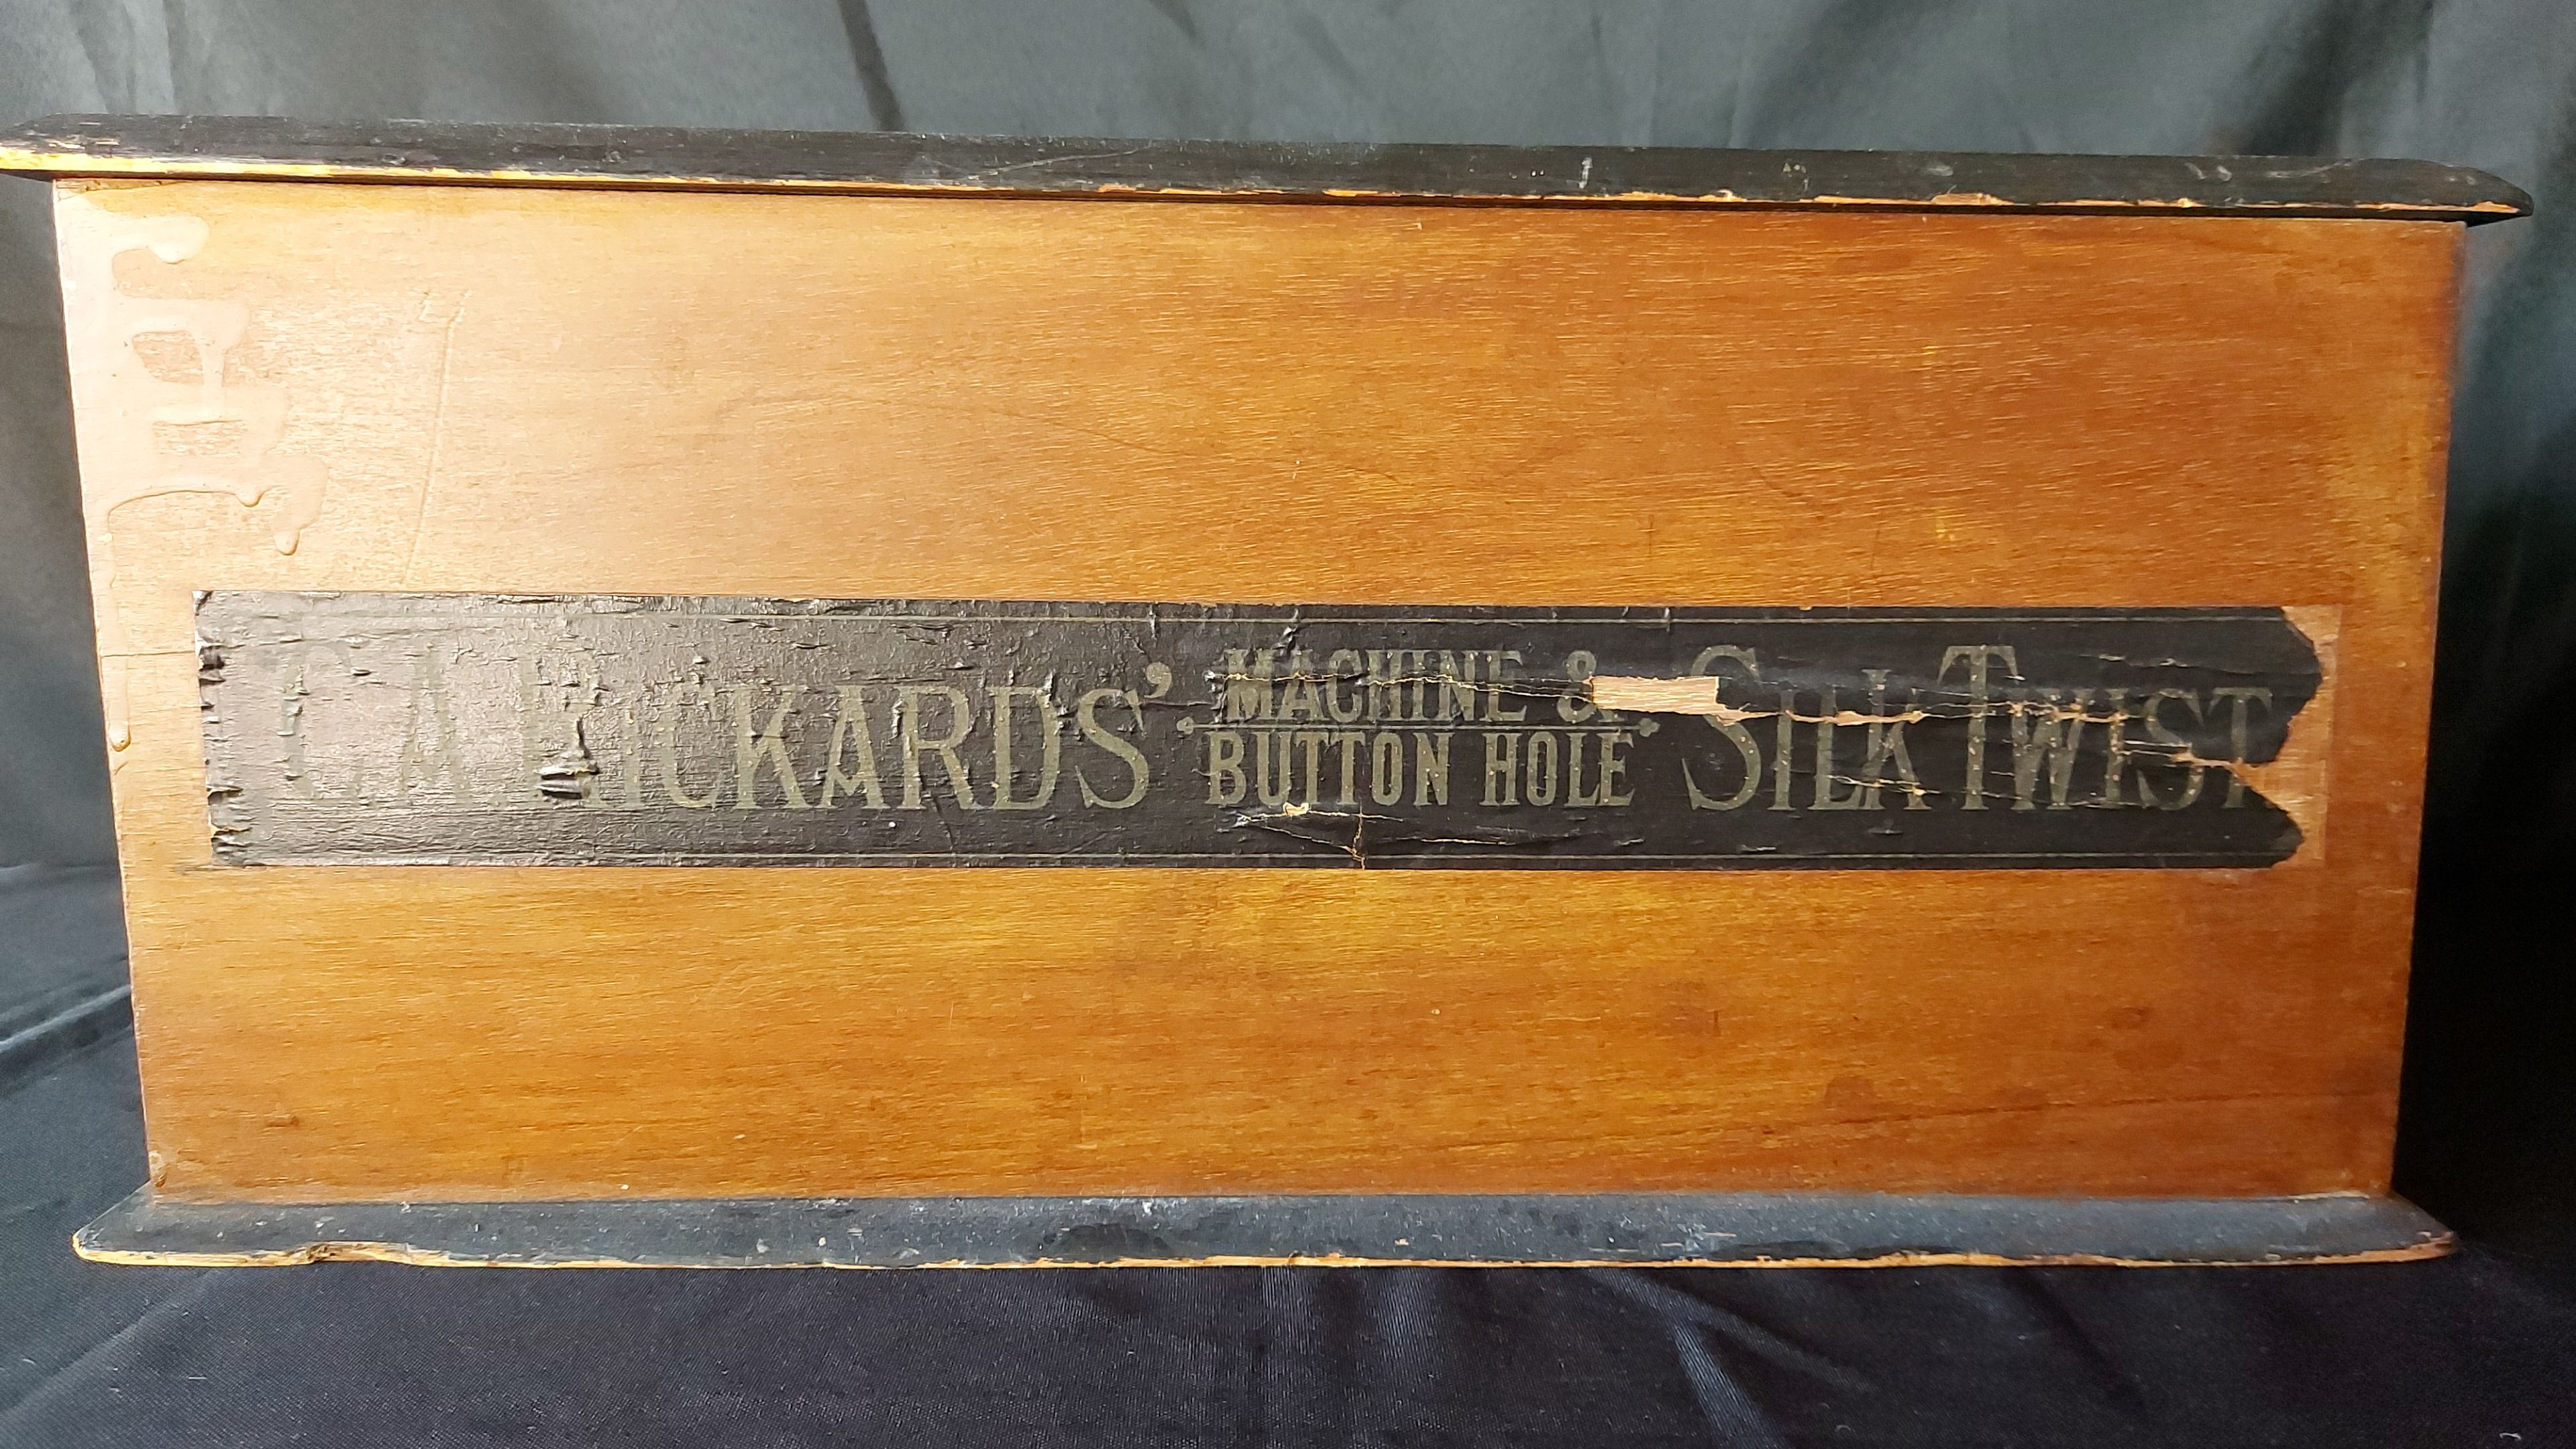 C.A. RICKARDS' MACHINE & BUTTON HOLE SILK TWIST